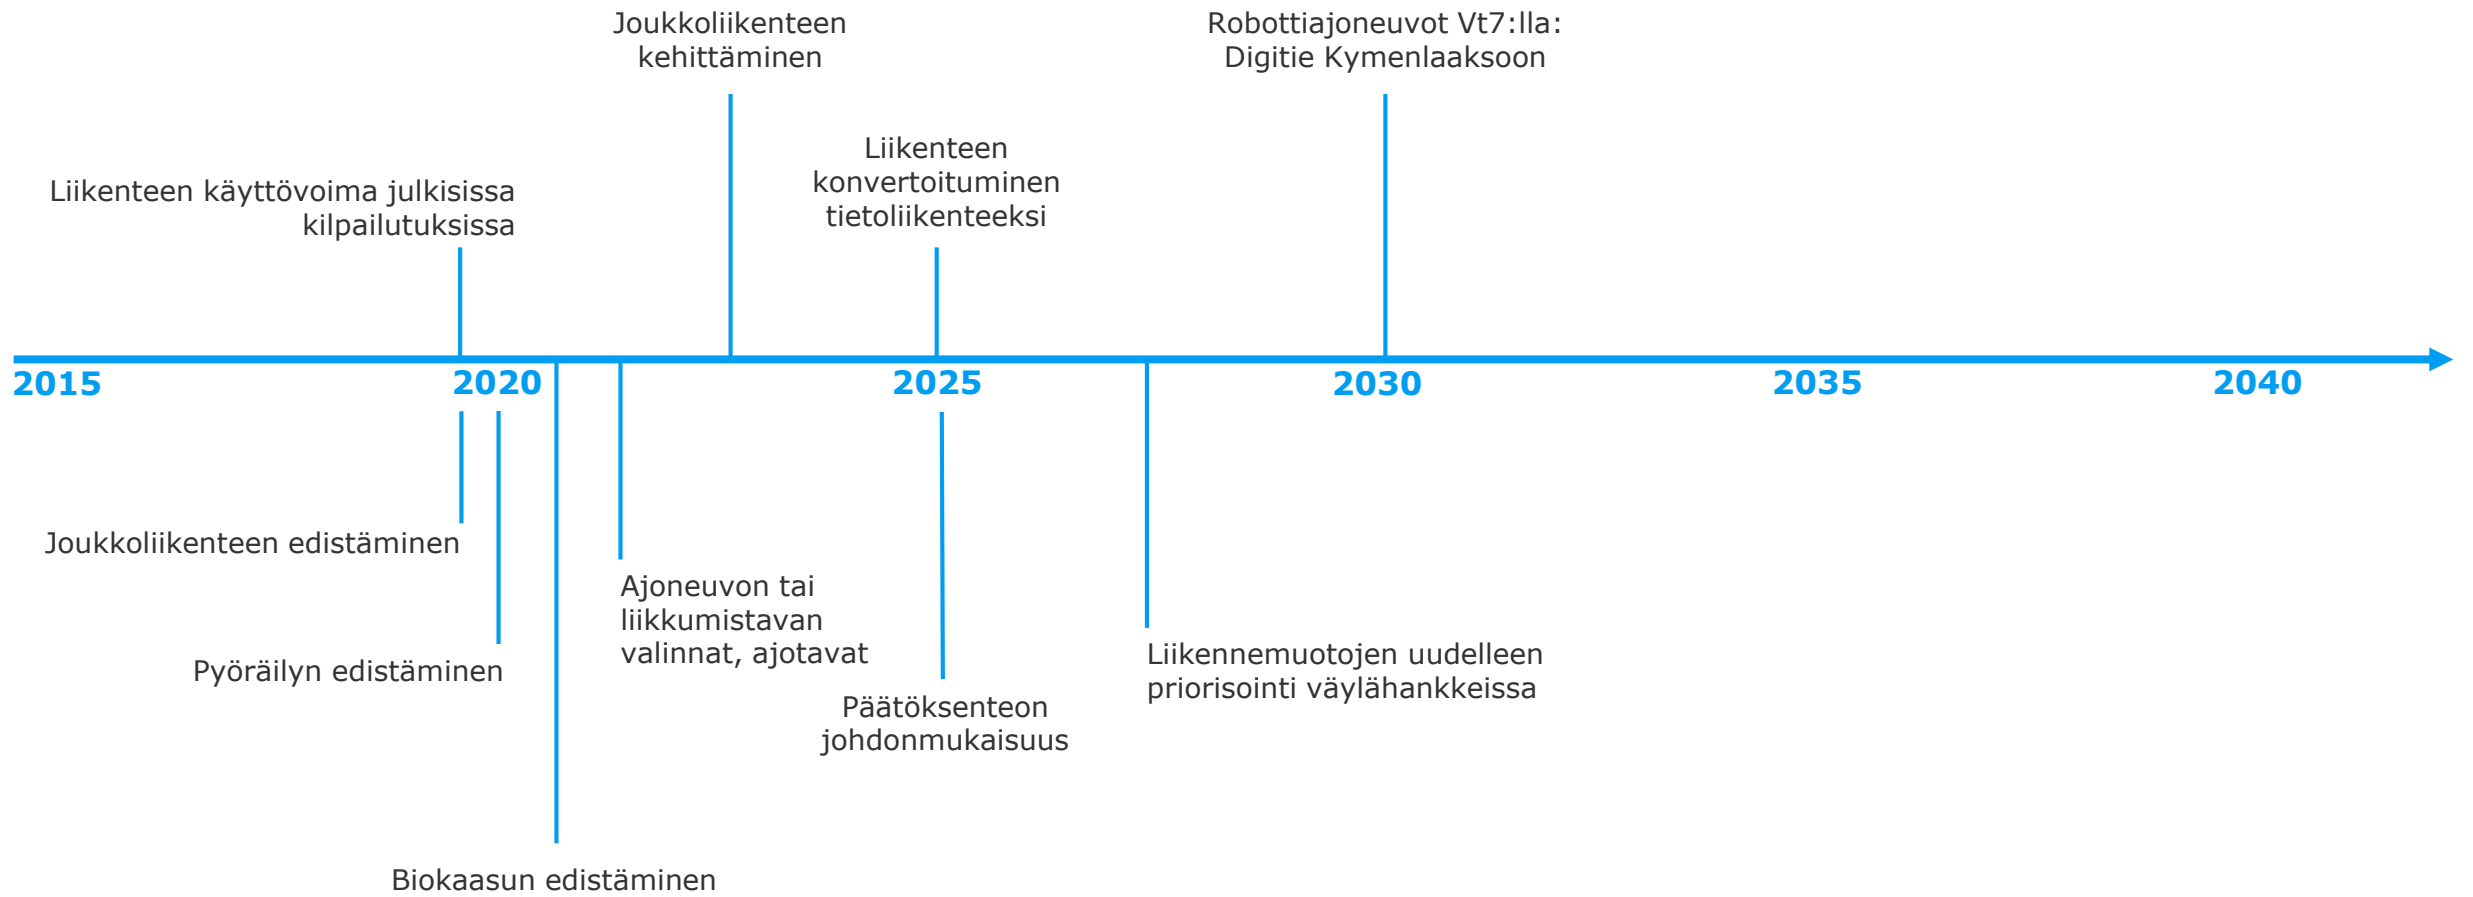 Joukkoliikenteen
kehittäminen
Robottiajoneuvot Vt7:lla:
Digitie Kymenlaaksoon
Liikenteen
konvertoituminen
tietoliikenteeksi
Liikenteen käyttövoima julkisissa
kilpailutuksissa
2015
2020
2025
2030
2035
2040
Joukkoliikenteen edistäminen
Pyöräilyn edistäminen
Ajoneuvon tai
liikkumistavan
valinnat, ajotavat
Päätöksenteon
johdonmukaisuus
Liikennemuotojen uudelleen
priorisointi väylähankkeissa
Biokaasun edistäminen